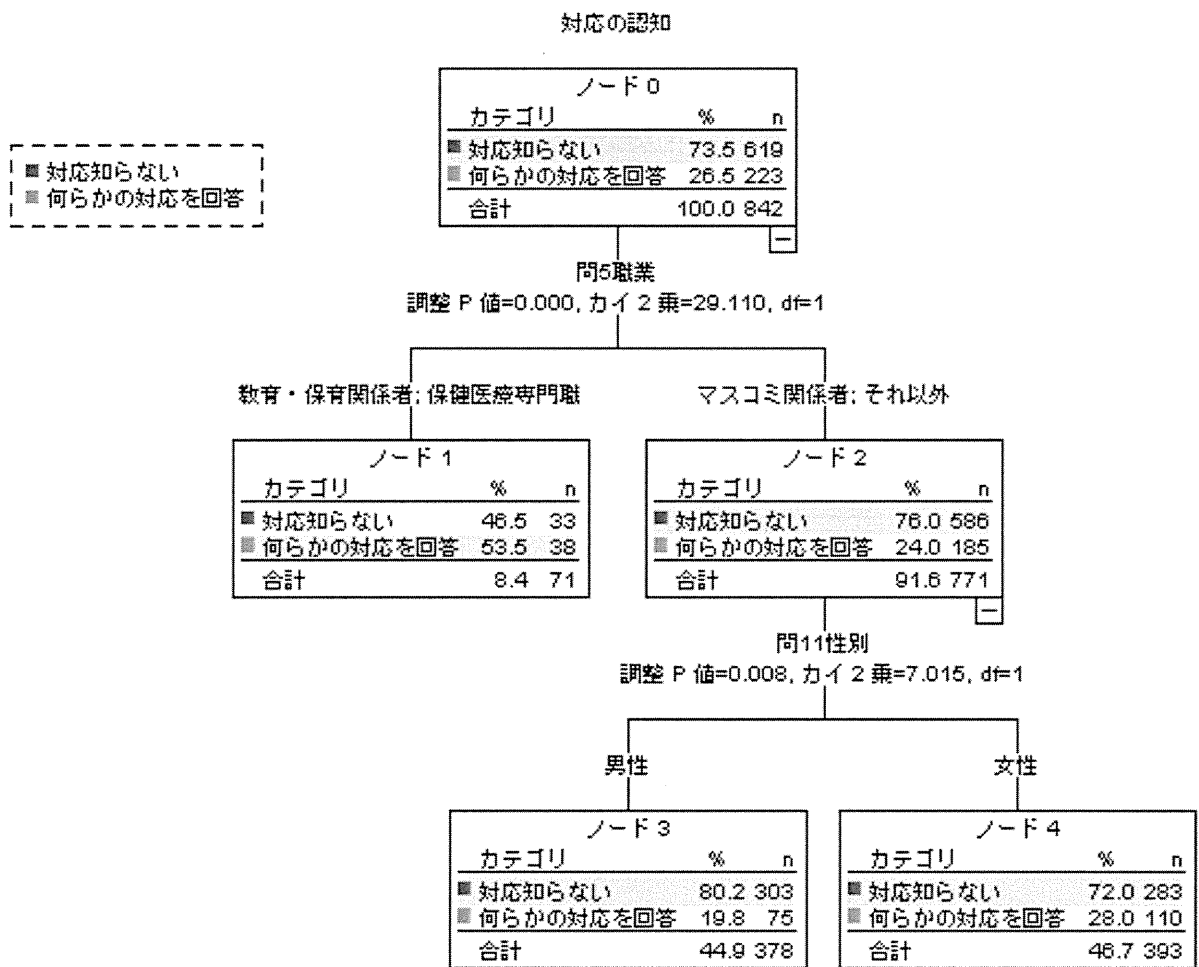 対応の認知
ノード 0
カテゴリ % n
対応知らない 73.5 619
何らかの対応を回答 26.5 223
合計 100.0 842
対応知らない
何らかの対応を回答
問5職業
調整 P 値=0.000, カイ 2 乗=29.110, df=1
教育・保育関係者; 保健医療専門職
マスコミ関係者; それ以外
ノード 1
カテゴリ % n
対応知らない 46.5 33
何らかの対応を回答 53.5 38
合計 8.4 71
ノード 2
カテゴリ % n
対応知らない 76.0 586
何らかの対応を回答 24.0 185
合計 91.6 771
問11性別
調整 P 値=0.008, カイ 2 乗=7.015, df=1
男性
女性
ノード 3
カテゴリ % n
対応知らない 80.2 303
何らかの対応を回答 19.8 75
合計 44.9 378
ノード 4
カテゴリ % n
対応知らない 72.0 283
何らかの対応を回答 28.0 110
合計 46.7 393